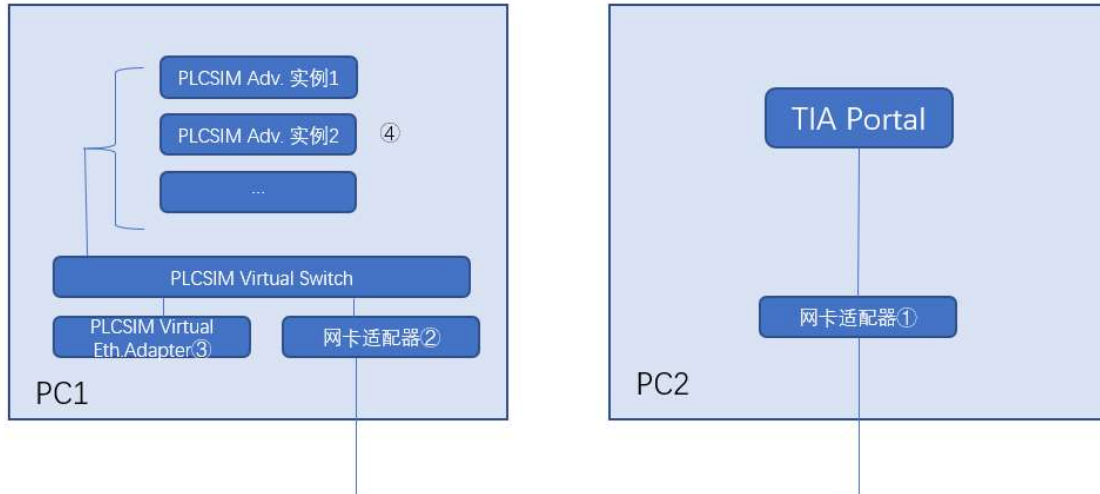 PLCSIM Adv. 实例1
PLCSIM Adv. 实例2
④
...
PLCSIM Virtual Switch
PLCSIM Virtual
Eth.Adapter③
网卡适配器②
PC1
TIA Portal
网卡适配器①
PC2